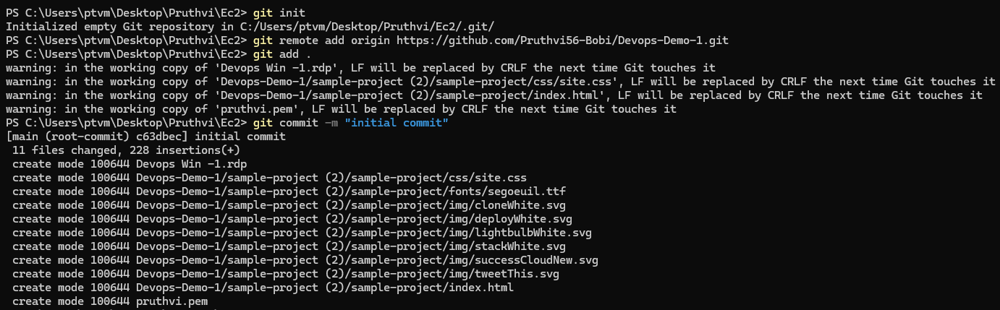 PS C:\Users\ptvm\Desktop\Pruthvi\Ec2> git init
Initialized empty Git repository in C:/Users/ptvm/Desktop/Pruthvi/Ec2/.git/
PS C:\Users\ptvm\Desktop\Pruthvi\Ec2> git remote add origin https://github.com/Pruthvi56-Bobi/Devops-Demo-1.git
PS C:\Users\ptvm\Desktop\Pruthvi\Ec2> git add .
warning: in the working copy of 'Devops Win -1.rdp', LF will be replaced by CRLF the next time Git touches it
warning: in the working copy of 'Devops-Demo-1/sample-project (2)/sample-project/css/site.css', LF will be replaced by CRLF the next time Git touches it
warning: in the working copy of 'Devops-Demo-1/sample-project (2)/sample-project/index.html', LF will be replaced by CRLF the next time Git touches it
warning: in the working copy of 'pruthvi.pem', LF will be replaced by CRLF the next time Git touches it
PS C:\Users\ptvm\Desktop\Pruthvi\Ec2> git commit -m "initial commit"
[main (root-commit) c63dbec] initial commit
 11 files changed, 228 insertions(+)
 create mode 100644 Devops Win -1.rdp
 create mode 100644 Devops-Demo-1/sample-project (2)/sample-project/css/site.css
 create mode 100644 Devops-Demo-1/sample-project (2)/sample-project/fonts/segoeuil.ttf
 create mode 100644 Devops-Demo-1/sample-project (2)/sample-project/img/cloneWhite.svg
 create mode 100644 Devops-Demo-1/sample-project (2)/sample-project/img/deployWhite.svg
 create mode 100644 Devops-Demo-1/sample-project (2)/sample-project/img/lightbulbWhite.svg
 create mode 100644 Devops-Demo-1/sample-project (2)/sample-project/img/stackWhite.svg
 create mode 100644 Devops-Demo-1/sample-project (2)/sample-project/img/successCloudNew.svg
 create mode 100644 Devops-Demo-1/sample-project (2)/sample-project/img/tweetThis.svg
 create mode 100644 Devops-Demo-1/sample-project (2)/sample-project/index.html
 create mode 100644 pruthvi.pem